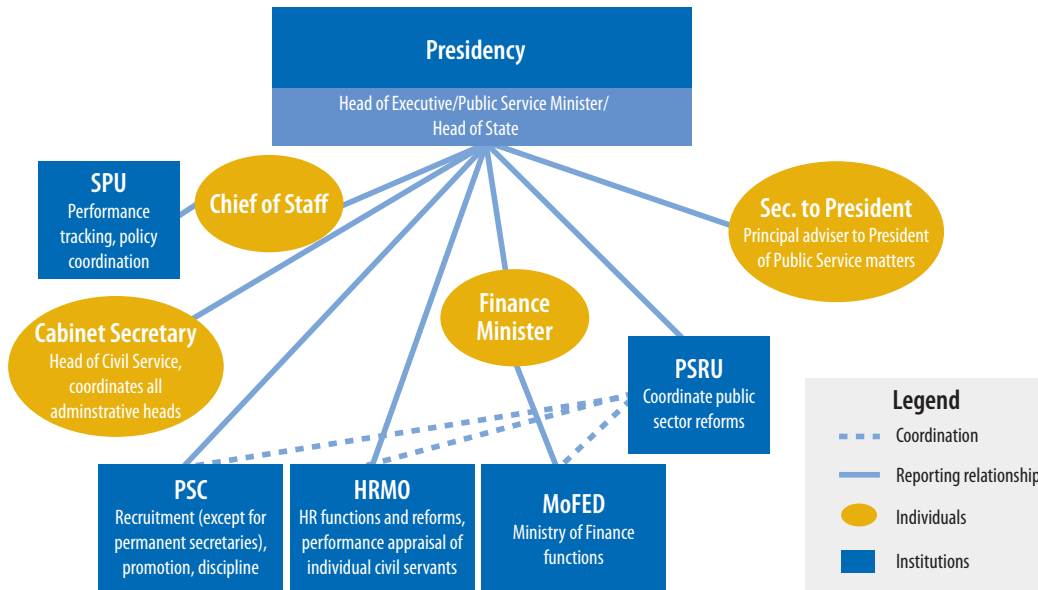 Presidency
Head of Executive/Public Service Minister/
Head of State
SPU
Performance
tracking, policy
coordination
Chief of Staff
Sec. to President
Principal adviser to President
of Public Service matters
Cabinet Secretary
Head of Civil Service,
coordinates all
adminstrative heads
Finance
Minister
PSRU
Coordinate public
sector reforms
PSC
Recruitment (except for
permanent secretaries),
promotion, discipline
HRMO
HR functions and reforms,
performance appraisal of
individual civil servants
MoFED
Ministry of Finance
functions
Legend
Coordination
Reporting relationship
Individuals
Institutions